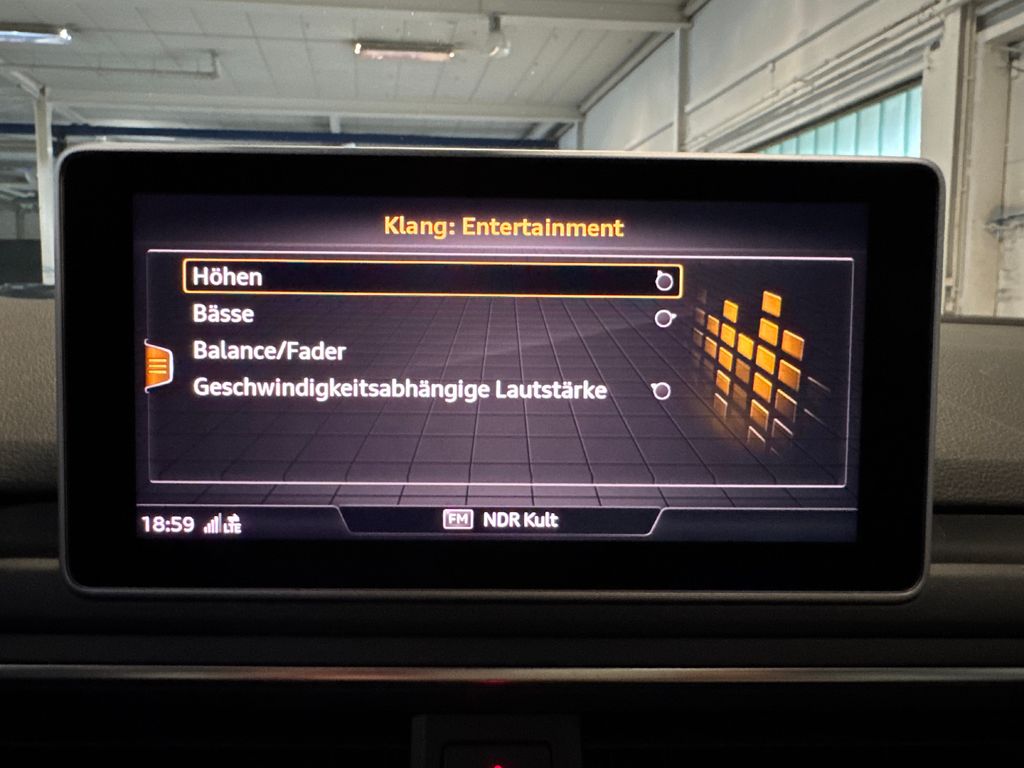 Klang: Entertainment
Höhen
Bässe
Balance/Fader
Geschwindigkeitsabhängige Lautstärke
18:59 LTE
FM NDR Kult